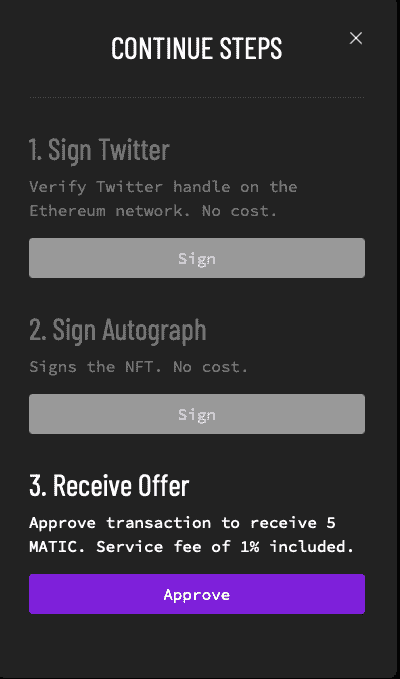 CONTINUE STEPS
1. Sign Twitter
Verify Twitter handle on the
Ethereum network. No cost.
Sign
2. Sign Autograph
Signs the NFT. No cost.
Sign
3. Receive Offer
Approve transaction to receive 5
MATIC. Service fee of 1% included.
Approve